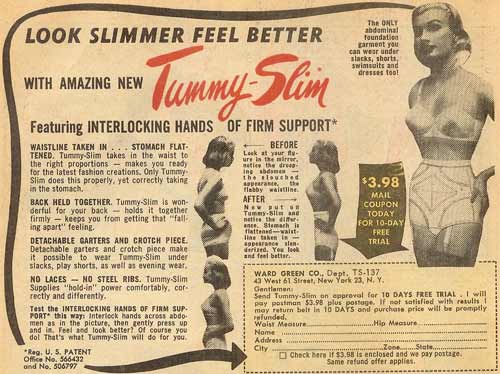 LOOK SLIMMER FEEL BETTER
WITH AMAZING NEW Tummy-Slim
Featuring INTERLOCKING HANDS OF FIRM SUPPORT*
The ONLY
abdominal
foundation
garment you
can wear under
slacks, shorts,
swimsuits and
dresses too!
WAISTLINE TAKEN IN . . . STOMACH FLAT-
TENED. Tummy-Slim takes in the waist to
the right proportions — makes you ready
for the latest fashion creations. Only Tummy-
Slim does this properly, yet correctly taking
in the stomach.
BACK HELD TOGETHER. Tummy-Slim is won-
derful for your back — holds it together
firmly — keeps you from getting that "fall-
ing apart" feeling.
DETACHABLE GARTERS AND CROTCH PIECE.
Detachable garters and crotch piece make
it possible to wear Tummy-Slim under
slacks, play shorts, as well as evening wear.
NO LACES — NO STEEL RIBS. Tummy-Slim
Supplies "hold-in" power comfortably, cor-
rectly and differently.
Test the INTERLOCKING HANDS OF FIRM SUP-
PORT* this way: Interlock hands across abdo-
men as in the picture, then gently press up
and in. Feel and look better! Of course you
do! That's what Tummy-Slim will do for you.
*Reg. U. S. PATENT
Office No. 566432
and No. 506797
BEFORE
Look at your fig-
ure in the mirror,
notice the droop-
ing abdomen —
the slouched
appearance, the
flabby waistline.
AFTER
Now put on
Tummy-Slim and
notice the differ-
ence. Stomach is
flattened—waist-
line taken in —
appearance slen-
derized. You look
and feel better.
$3.98
MAIL
COUPON
TODAY
FOR 10-DAY
FREE
TRIAL
WARD GREEN CO., Dept. TS-137
43 West 61 Street, New York 23, N. Y.
Gentlemen:
Send Tummy-Slim on approval for 10 DAYS FREE TRIAL. I will
pay postman $3.98 plus postage. If not satisfied with results I
may return belt in 10 DAYS and purchase price will be promptly
refunded.
Waist Measure Hip Measure
Name
Address
City Zone State
Check here if $3.98 is enclosed and we pay postage.
Same refund offer applies.